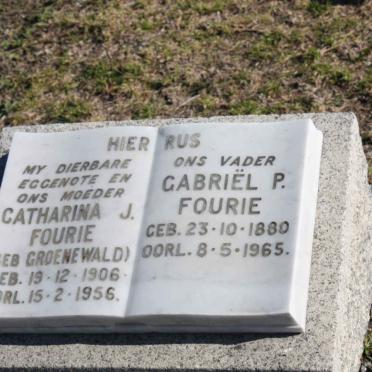 HIER RUS
MY DIERBARE
EGGENOTE EN
ONS MOEDER
CATHARINA J.
FOURIE
GEB GROENEWALD)
EB. 19-12-1906.
ORL. 15-2-1956.
ONS VADER
GABRIËL P.
FOURIE
GEB. 23-10-1880
OORL. 8-5-1965.